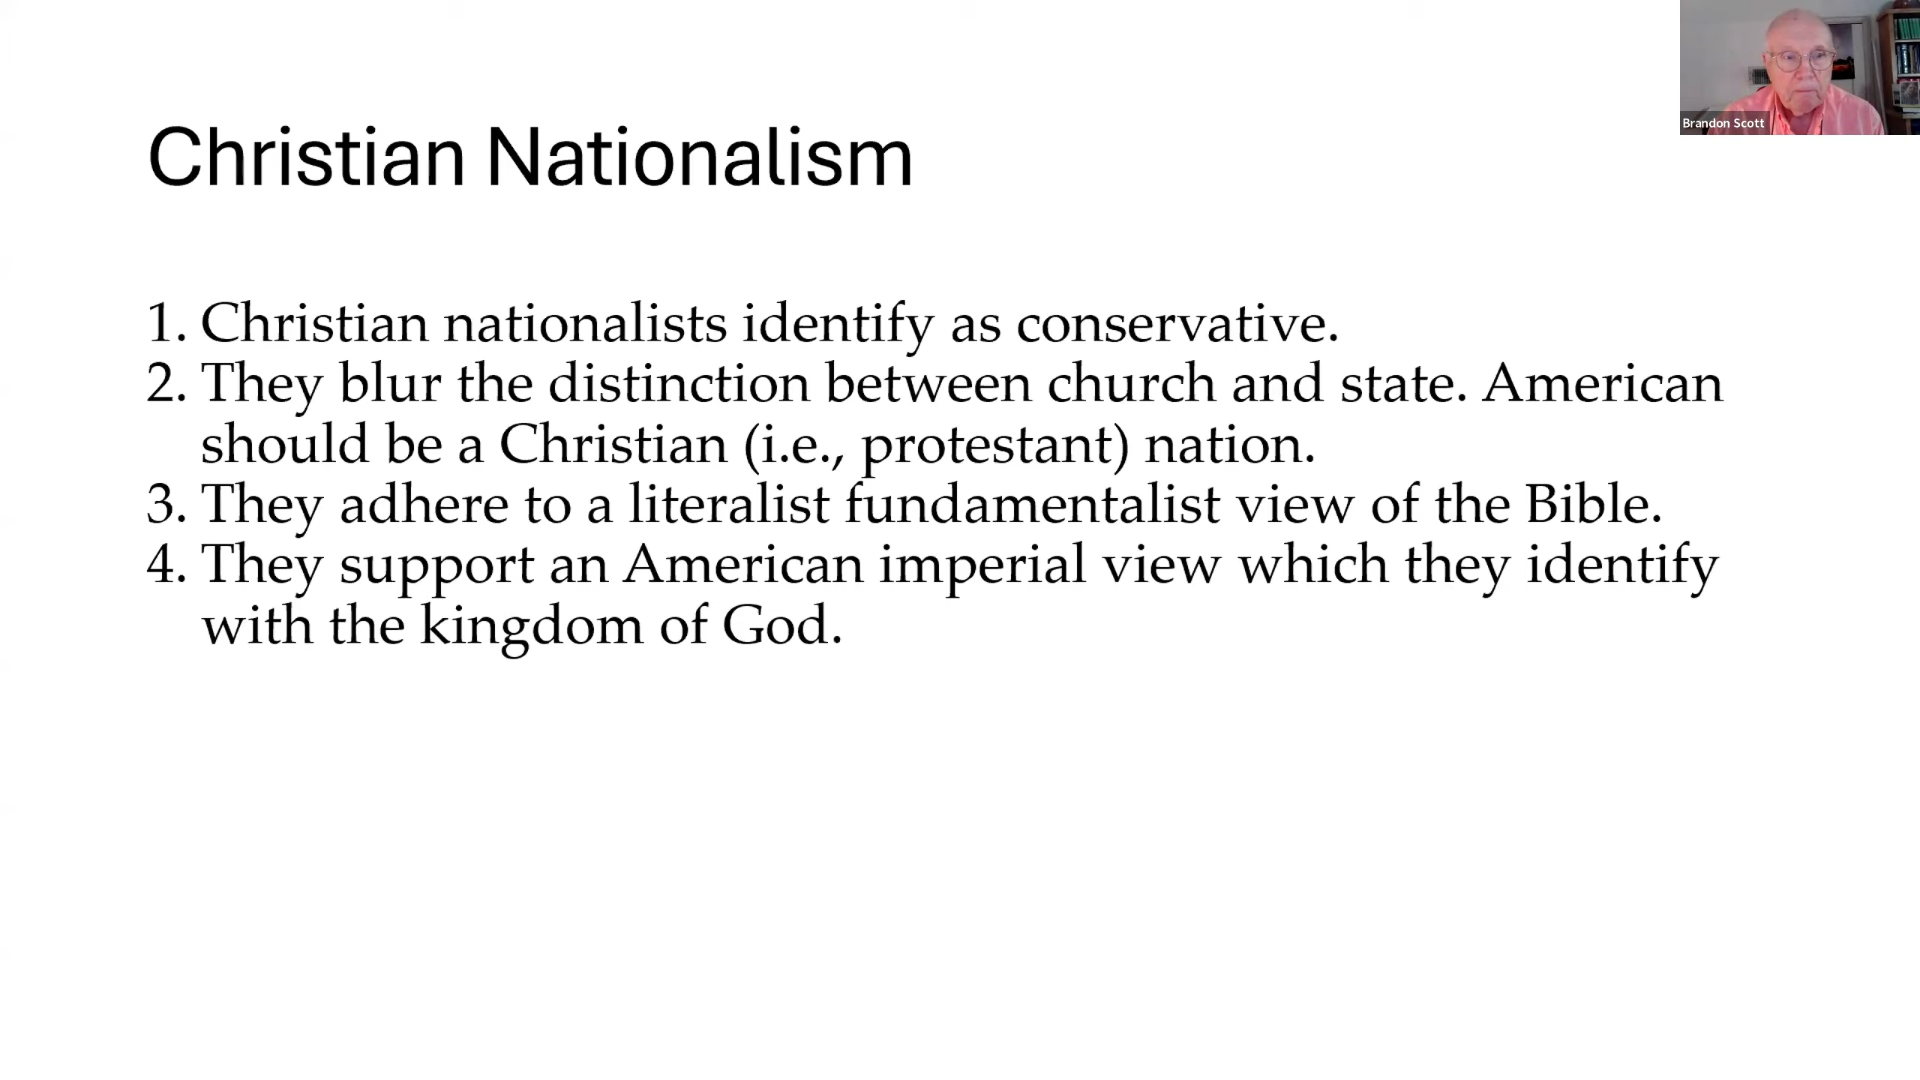 Christian Nationalism
Brandon Scott
1. Christian nationalists identify as conservative.
2. They blur the distinction between church and state. American
should be a Christian (i.e., protestant) nation.
3. They adhere to a literalist fundamentalist view of the Bible.
4. They support an American imperial view which they identify
with the kingdom of God.